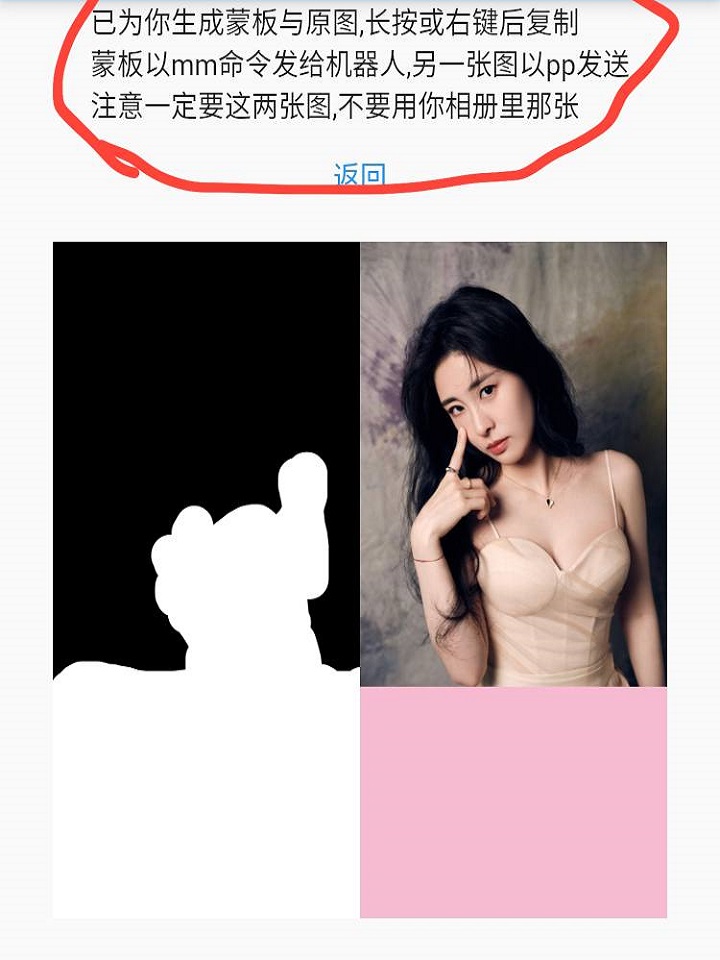 已为你生成蒙板与原图,长按或右键后复制
蒙板以mm命令发给机器人,另一张图以pp发送
注意一定要这两张图,不要用你相册里那张
返回